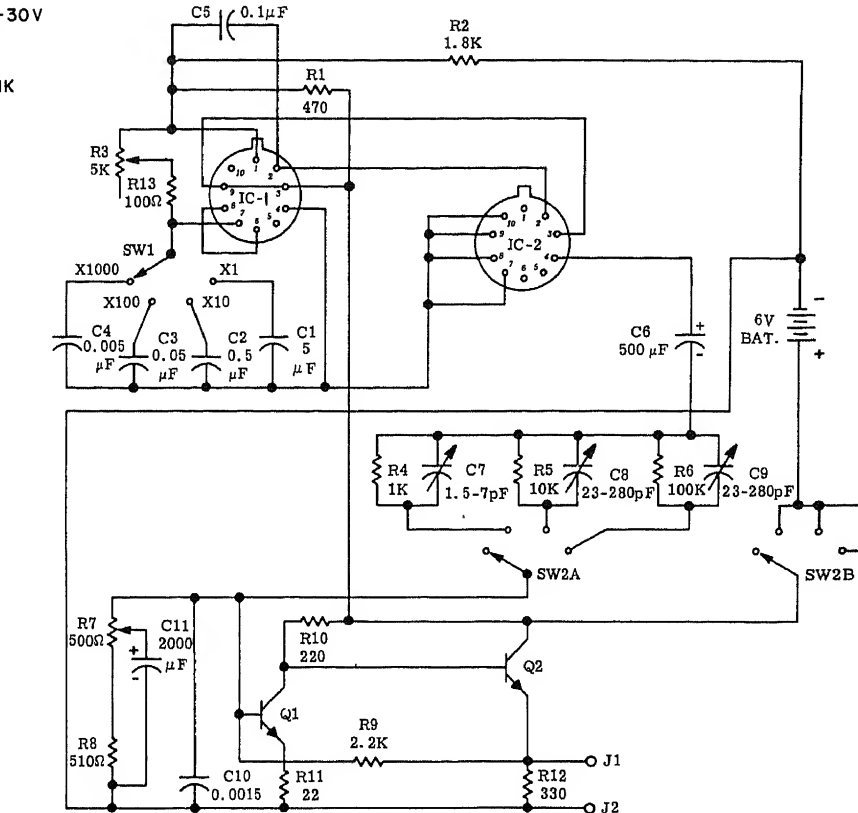 -30V
1K
C5
0.1μF
R2
1.8K
R1
470
R3
5K
R13
100Ω
1
2
3
4
5
6
7
8
9
10
IC-1
1
2
3
4
5
6
7
8
9
10
IC-2
SW1
X1000
X100
X10
X1
C4
0.005
μF
C3
0.05
μF
C2
0.5
μF
C1
5
μF
C6
500 μF
+
-
6V
BAT.
-
+
R4
1K
C7
1.5-7pF
R5
10K
C8
23-280pF
R6
100K
C9
23-280pF
SW2A
SW2B
R7
500Ω
C11
2000
μF
+
-
R10
220
Q1
Q2
R8
510Ω
C10
0.0015
R11
22
R9
2.2K
R12
330
J1
J2